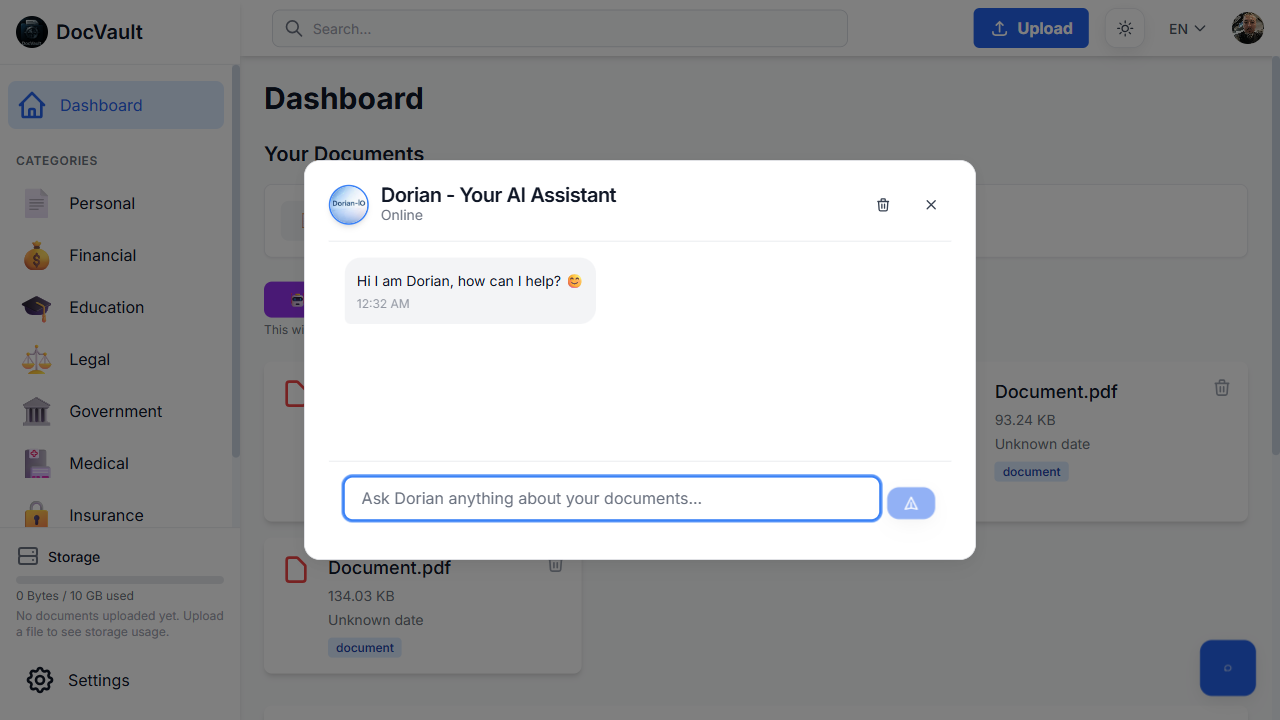 DocVault
Search...
Upload
EN
Dashboard
CATEGORIES
Personal
Financial
Education
Legal
Government
Medical
Insurance
Storage
0 Bytes / 10 GB used
No documents uploaded yet. Upload
a file to see storage usage.
Settings
Dashboard
Your Documents
This wi
Dorian-iO
Dorian - Your AI Assistant
Online
Hi I am Dorian, how can I help? 😊
12:32 AM
Ask Dorian anything about your documents...
Document.pdf
93.24 KB
Unknown date
document
Document.pdf
134.03 KB
Unknown date
document